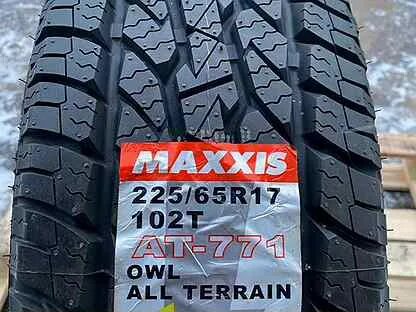 MAXXIS
225/65R17
102T
AT-771
OWL
ALL TERRAIN